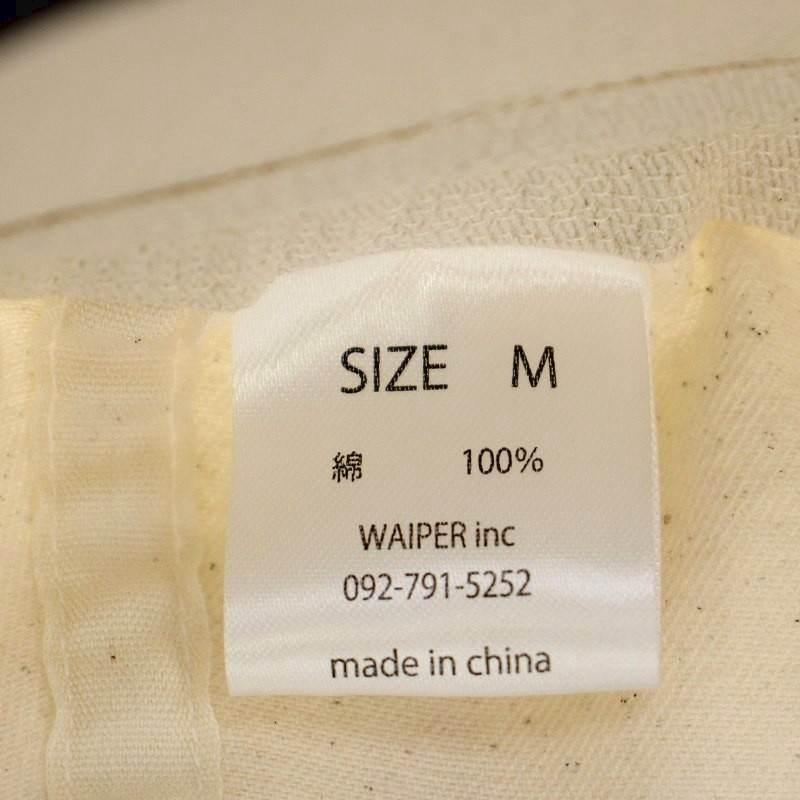 SIZE M
綿 100%
WAIPER inc
092-791-5252
made in china